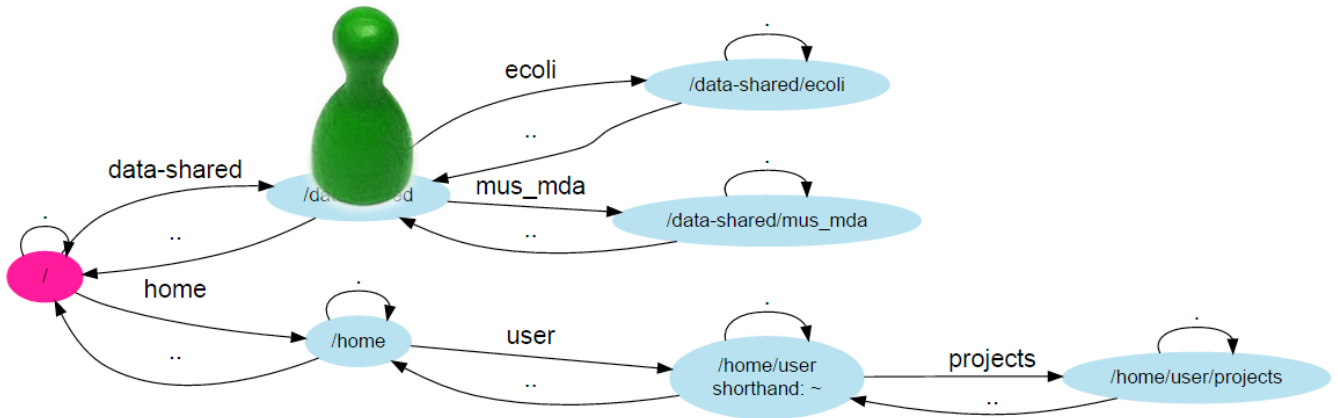 .
ecoli
/data-shared/ecoli
..
data-shared
.
mus_mda
/data-shared/mus_mda
..
.
..
/
home
.
/home
..
user
.
/home/user
shorthand: ~
..
projects
.
/home/user/projects
..